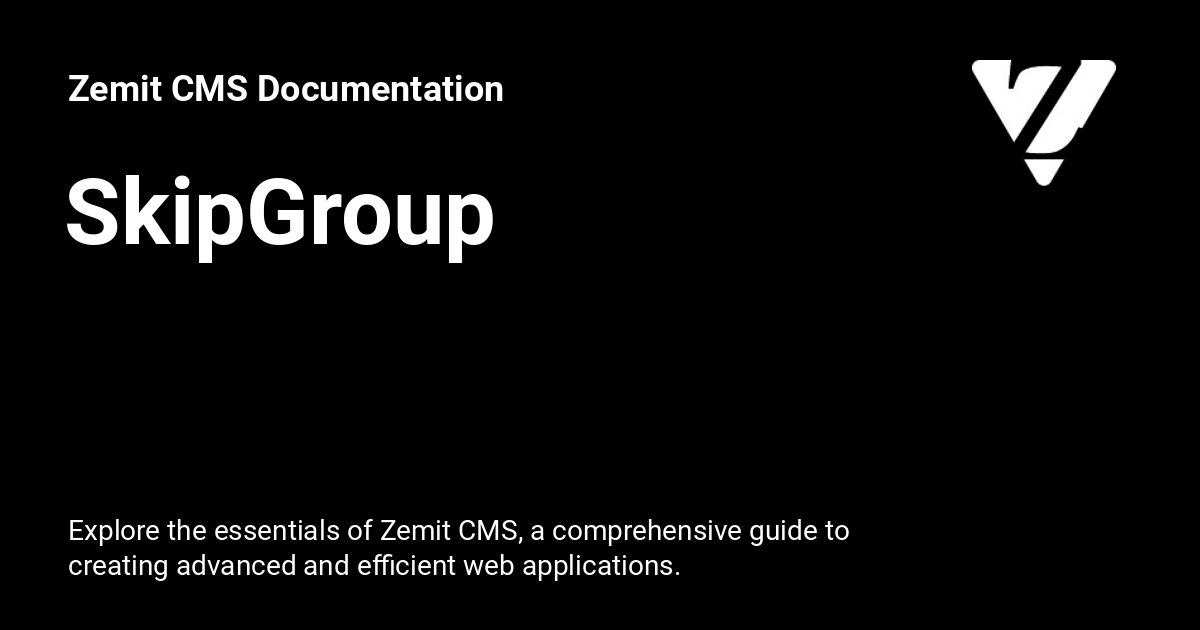 Zemit CMS Documentation
SkipGroup
Explore the essentials of Zemit CMS, a comprehensive guide to
creating advanced and efficient web applications.